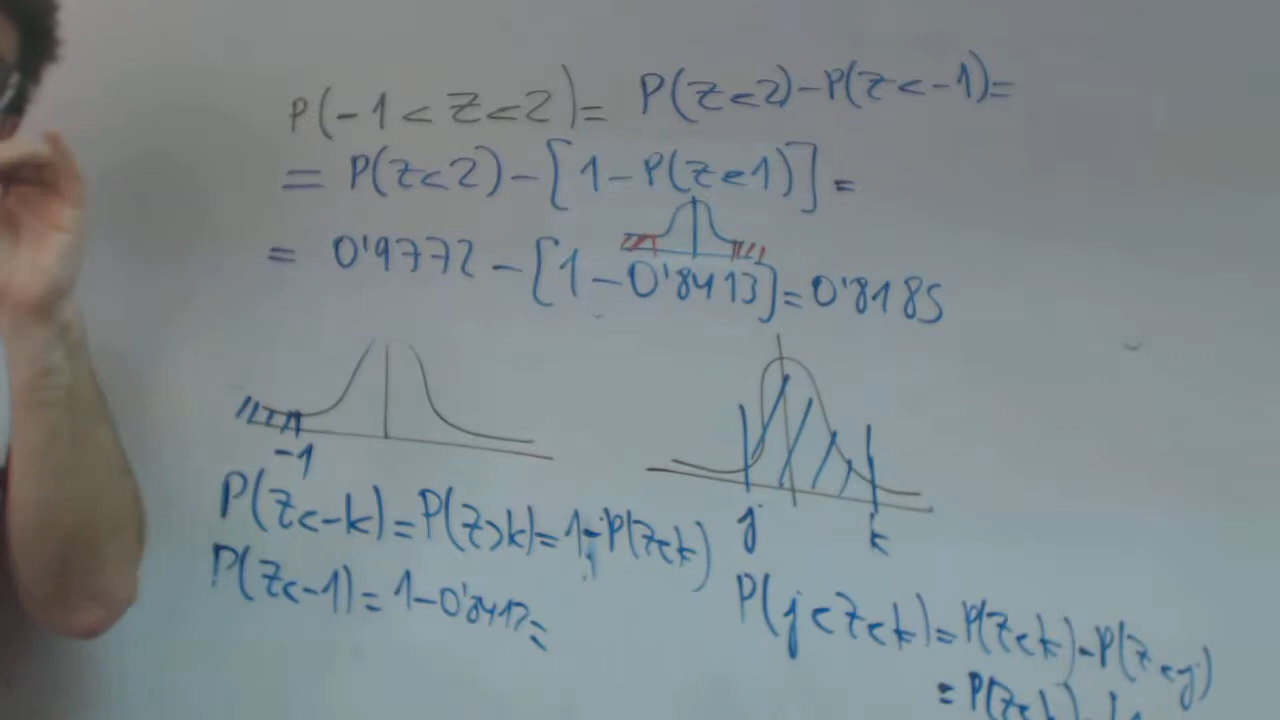 P(-1<Z<2)= P(Z<2)-P(Z<-1)=
= P(Z<2)-[1-P(Z<1)]=
= 0'9772-[1-0'8413]=0'8185
-1
j k
P(Z<-k)=P(Z>k)=1-P(Z<k)
P(Z<-1)=1-0'8413=
P(j<Z<k)=P(Z<k)-P(Z<j)
=P(Z<k)